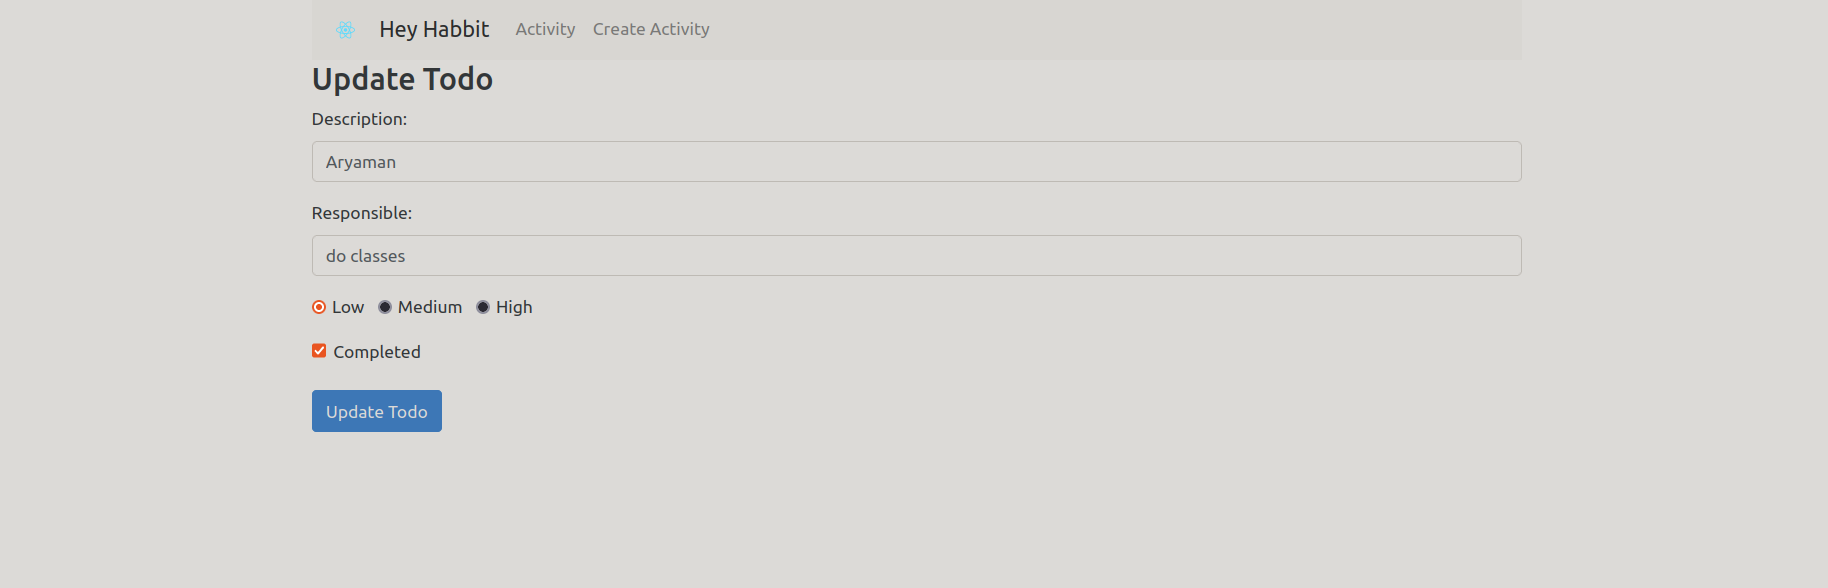 Hey Habbit Activity Create Activity
Update Todo
Description:
Aryaman
Responsible:
do classes
Low Medium High
Completed
Update Todo